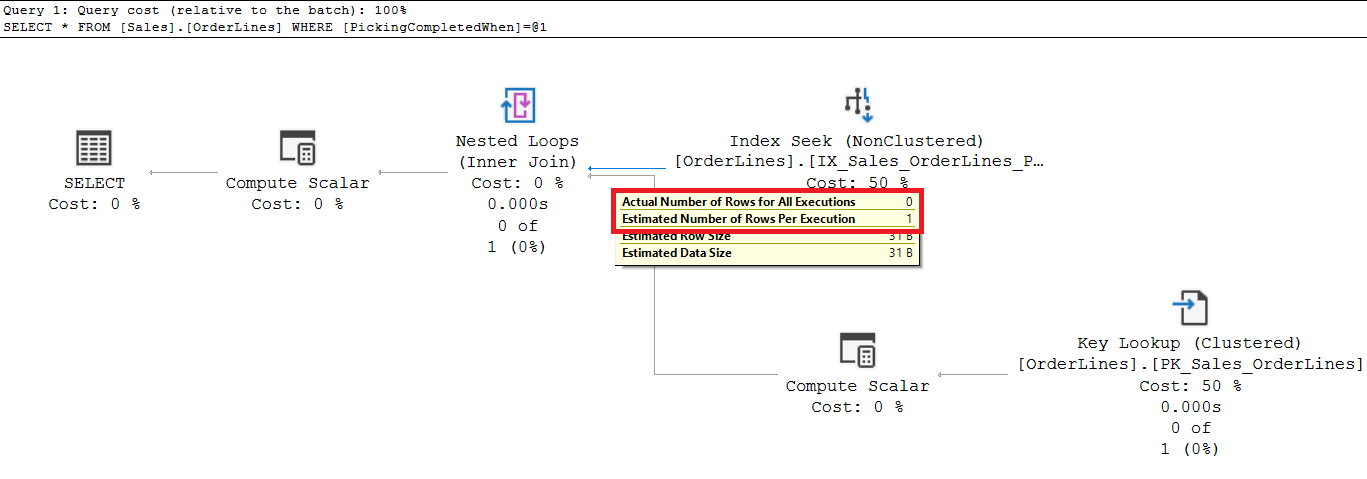 Query 1: Query cost (relative to the batch): 100%
SELECT * FROM [Sales].[OrderLines] WHERE [PickingCompletedWhen]=@1
SELECT
Cost: 0 %
Compute Scalar
Cost: 0 %
Nested Loops
(Inner Join)
Cost: 0 %
0.000s
0 of
1 (0%)
Index Seek (NonClustered)
[OrderLines].[IX_Sales_OrderLines_P…
Cost: 50 %
Actual Number of Rows for All Executions 0
Estimated Number of Rows Per Execution 1
Estimated Row Size 31 B
Estimated Data Size 31 B
Compute Scalar
Cost: 0 %
Key Lookup (Clustered)
[OrderLines].[PK_Sales_OrderLines]
Cost: 50 %
0.000s
0 of
1 (0%)